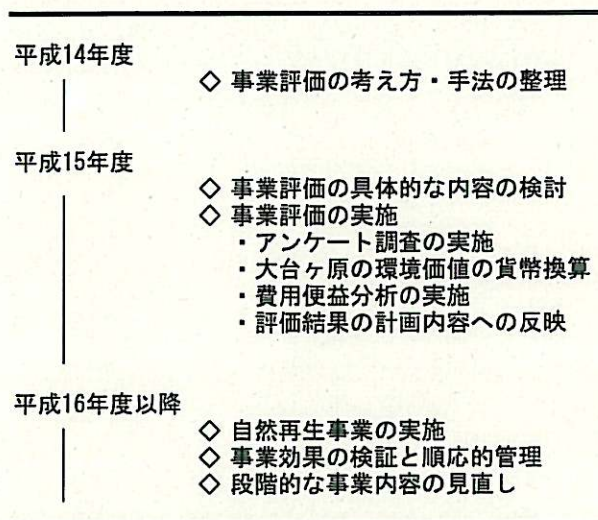 平成14年度
◇ 事業評価の考え方・手法の整理
平成15年度
◇ 事業評価の具体的な内容の検討
◇ 事業評価の実施
・アンケート調査の実施
・大台ヶ原の環境価値の貨幣換算
・費用便益分析の実施
・評価結果の計画内容への反映
平成16年度以降
◇ 自然再生事業の実施
◇ 事業効果の検証と順応的管理
◇ 段階的な事業内容の見直し